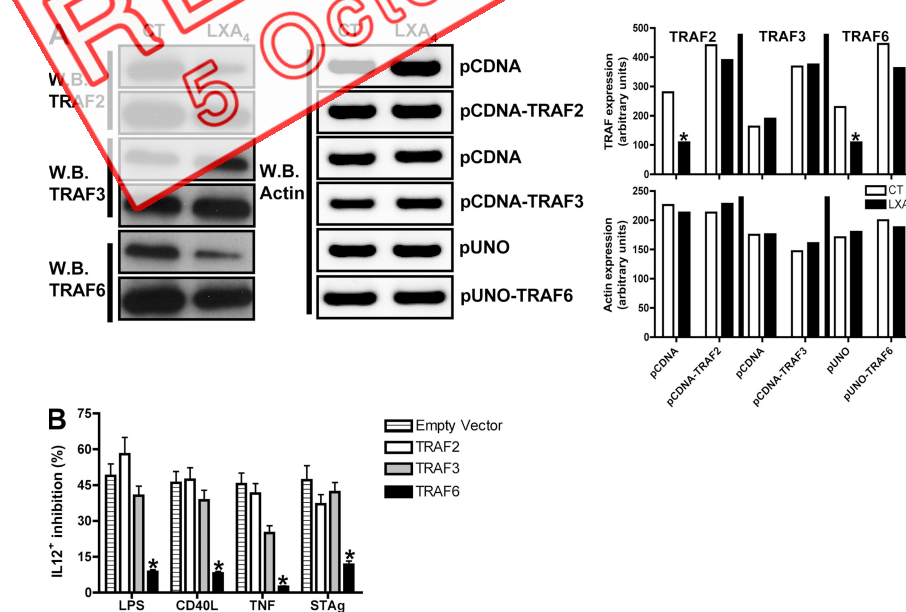 RE
5 Octo
A
CT LXA4
CT LXA4
W.B.
TRAF2
W.B.
TRAF3
W.B.
TRAF6
W.B.
Actin
pCDNA
pCDNA-TRAF2
pCDNA
pCDNA-TRAF3
pUNO
pUNO-TRAF6
TRAF expression
(arbitrary units)
500
400
300
200
100
0
TRAF2 TRAF3 TRAF6
* *
Actin expression
(arbitrary units)
250
200
150
100
50
0
CT
LXA
pCDNA
pCDNA-TRAF2
pCDNA
pCDNA-TRAF3
pUNO
pUNO-TRAF6
B
IL12+ inhibition (%)
75
60
45
30
15
0
* * * *
LPS CD40L TNF STAg
Empty Vector
TRAF2
TRAF3
TRAF6